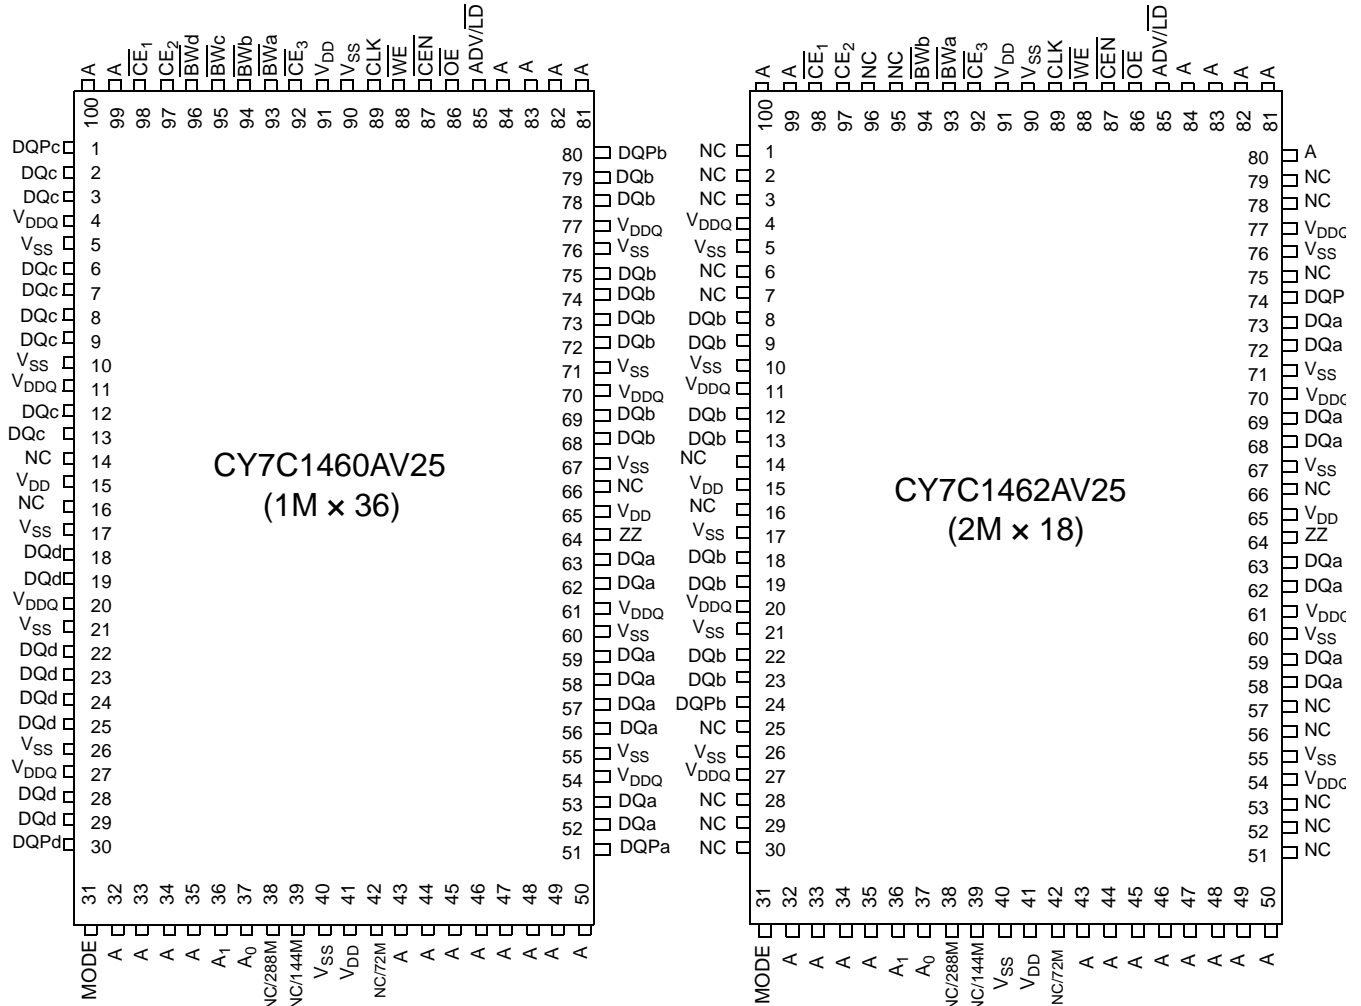 A A CE1 CE2 BWd BWc BWb BWa CE3 VDD VSS CLK WE CEN OE ADV/LD A A A A
100 99 98 97 96 95 94 93 92 91 90 89 88 87 86 85 84 83 82 81
DQPc 1
DQc 2
DQc 3
VDDQ 4
VSS 5
DQc 6
DQc 7
DQc 8
DQc 9
VSS 10
VDDQ 11
DQc 12
DQc 13
NC 14
VDD 15
NC 16
VSS 17
DQd 18
DQd 19
VDDQ 20
VSS 21
DQd 22
DQd 23
DQd 24
DQd 25
VSS 26
VDDQ 27
DQd 28
DQd 29
DQPd 30
CY7C1460AV25
(1M × 36)
80 DQPb
79 DQb
78 DQb
77 VDDQ
76 VSS
75 DQb
74 DQb
73 DQb
72 DQb
71 VSS
70 VDDQ
69 DQb
68 DQb
67 VSS
66 NC
65 VDD
64 ZZ
63 DQa
62 DQa
61 VDDQ
60 VSS
59 DQa
58 DQa
57 DQa
56 DQa
55 VSS
54 VDDQ
53 DQa
52 DQa
51 DQPa
31 32 33 34 35 36 37 38 39 40 41 42 43 44 45 46 47 48 49 50
MODE A A A A A1 A0 NC/288M NC/144M VSS VDD NC/72M A A A A A A A A
A A CE1 CE2 NC NC BWb BWa CE3 VDD VSS CLK WE CEN OE ADV/LD A A A A
100 99 98 97 96 95 94 93 92 91 90 89 88 87 86 85 84 83 82 81
NC 1
NC 2
NC 3
VDDQ 4
VSS 5
NC 6
NC 7
DQb 8
DQb 9
VSS 10
VDDQ 11
DQb 12
DQb 13
NC 14
VDD 15
NC 16
VSS 17
DQb 18
DQb 19
VDDQ 20
VSS 21
DQb 22
DQb 23
DQPb 24
NC 25
VSS 26
VDDQ 27
NC 28
NC 29
NC 30
CY7C1462AV25
(2M × 18)
80 A
79 NC
78 NC
77 VDDQ
76 VSS
75 NC
74 DQP
73 DQa
72 DQa
71 VSS
70 VDDQ
69 DQa
68 DQa
67 VSS
66 NC
65 VDD
64 ZZ
63 DQa
62 DQa
61 VDDQ
60 VSS
59 DQa
58 DQa
57 NC
56 NC
55 VSS
54 VDDQ
53 NC
52 NC
51 NC
31 32 33 34 35 36 37 38 39 40 41 42 43 44 45 46 47 48 49 50
MODE A A A A A1 A0 NC/288M NC/144M VSS VDD NC/72M A A A A A A A A